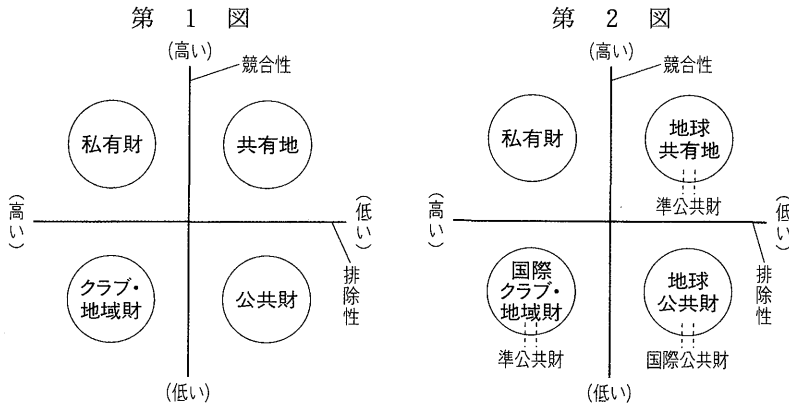 第 1 図
(高い)
競合性
私有財
共有地
(高い)
(低い)
排除性
クラブ・
地域財
公共財
(低い)
第 2 図
(高い)
競合性
私有財
地球
共有地
準公共財
(高い)
(低い)
排除性
国際
クラブ・
地域財
準公共財
地球
公共財
国際公共財
(低い)